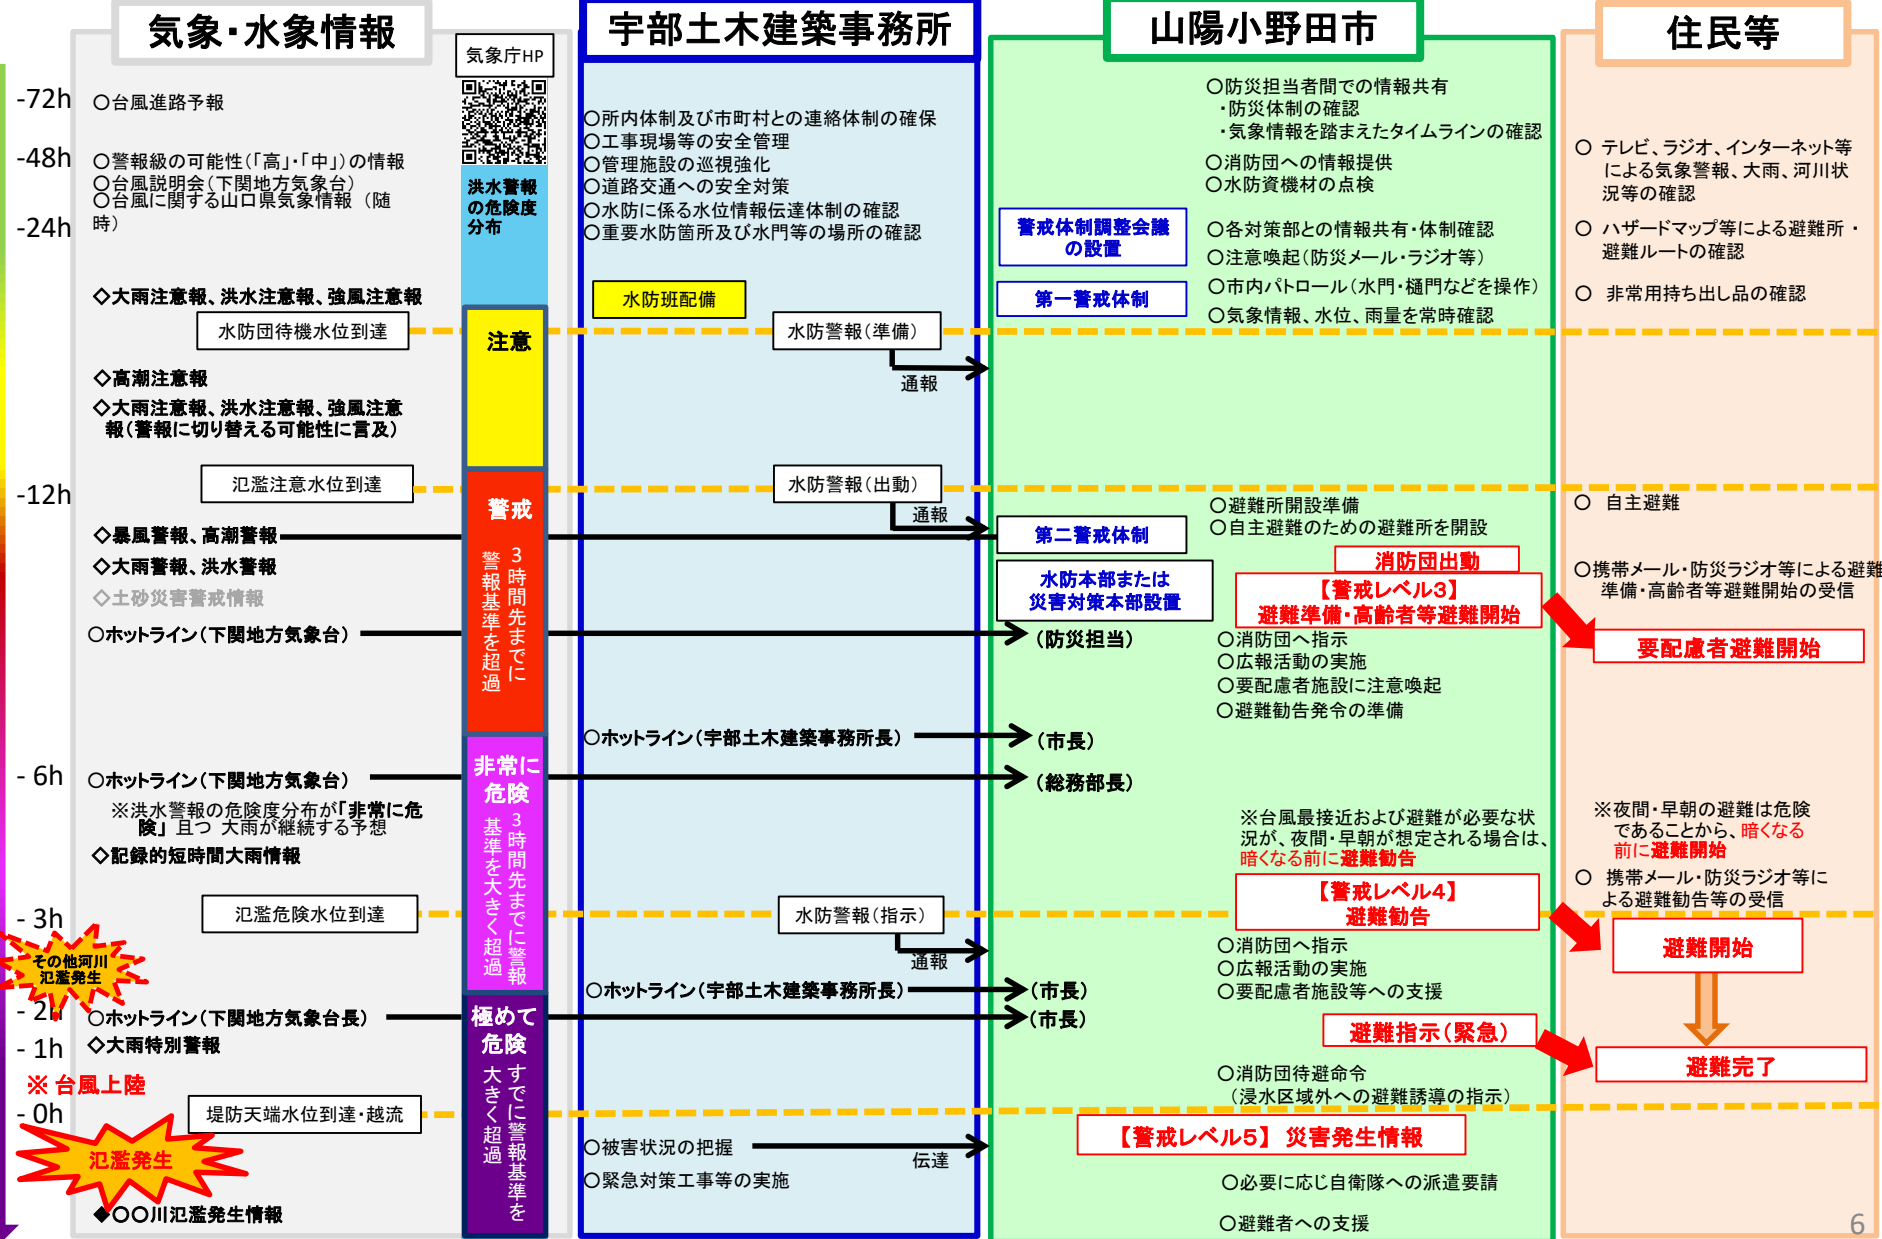 気象・水象情報
気象庁HP
宇部土木建築事務所
山陽小野田市
住民等
-72h
-48h
-24h
-12h
- 6h
- 3h
- 2h
- 1h
※ 台風上陸
- 0h
その他河川
氾濫発生
氾濫発生
○台風進路予報
○警報級の可能性(「高」・「中」)の情報
○台風説明会(下関地方気象台)
○台風に関する山口県気象情報 (随
時)
◇大雨注意報、洪水注意報、強風注意報
水防団待機水位到達
◇高潮注意報
◇大雨注意報、洪水注意報、強風注意
報(警報に切り替える可能性に言及)
氾濫注意水位到達
◇暴風警報、高潮警報
◇大雨警報、洪水警報
◇土砂災害警戒情報
○ホットライン(下関地方気象台)
○ホットライン(下関地方気象台)
※洪水警報の危険度分布が「非常に危
険」 且つ 大雨が継続する予想
◇記録的短時間大雨情報
氾濫危険水位到達
○ホットライン(下関地方気象台長)
◇大雨特別警報
堤防天端水位到達・越流
◆○○川氾濫発生情報
洪水警報
の危険度
分布
注意
警戒
3時間先までに
警報基準を超過
非常に
危険
3時間先までに警報
基準を大きく超過
極めて
危険
すでに警報基準を
大きく超過
○所内体制及び市町村との連絡体制の確保
○工事現場等の安全管理
○管理施設の巡視強化
○道路交通への安全対策
○水防に係る水位情報伝達体制の確認
○重要水防箇所及び水門等の場所の確認
水防班配備
水防警報(準備)
通報
水防警報(出動)
通報
○ホットライン(宇部土木建築事務所長)
水防警報(指示)
通報
○ホットライン(宇部土木建築事務所長)
○被害状況の把握
伝達
○緊急対策工事等の実施
○防災担当者間での情報共有
・防災体制の確認
・気象情報を踏まえたタイムラインの確認
○消防団への情報提供
○水防資機材の点検
警戒体制調整会議
の設置
○各対策部との情報共有・体制確認
○注意喚起(防災メール・ラジオ等)
第一警戒体制
○市内パトロール(水門・樋門などを操作)
○気象情報、水位、雨量を常時確認
○避難所開設準備
○自主避難のための避難所を開設
第二警戒体制
消防団出動
水防本部または
災害対策本部設置
【警戒レベル3】
避難準備・高齢者等避難開始
(防災担当)
○消防団へ指示
○広報活動の実施
○要配慮者施設に注意喚起
○避難勧告発令の準備
(市長)
(総務部長)
※台風最接近および避難が必要な状
況が、夜間・早朝が想定される場合は、
暗くなる前に避難勧告
【警戒レベル4】
避難勧告
○消防団へ指示
○広報活動の実施
○要配慮者施設等への支援
(市長)
(市長)
避難指示(緊急)
○消防団待避命令
(浸水区域外への避難誘導の指示)
【警戒レベル5】 災害発生情報
○必要に応じ自衛隊への派遣要請
○避難者への支援
○ テレビ、ラジオ、インターネット等
による気象警報、大雨、河川状
況等の確認
○ ハザードマップ等による避難所・
避難ルートの確認
○ 非常用持ち出し品の確認
○ 自主避難
○携帯メール・防災ラジオ等による避難
準備・高齢者等避難開始の受信
要配慮者避難開始
※夜間・早朝の避難は危険
であることから、暗くなる
前に避難開始
○ 携帯メール・防災ラジオ等に
よる避難勧告等の受信
避難開始
避難完了
6